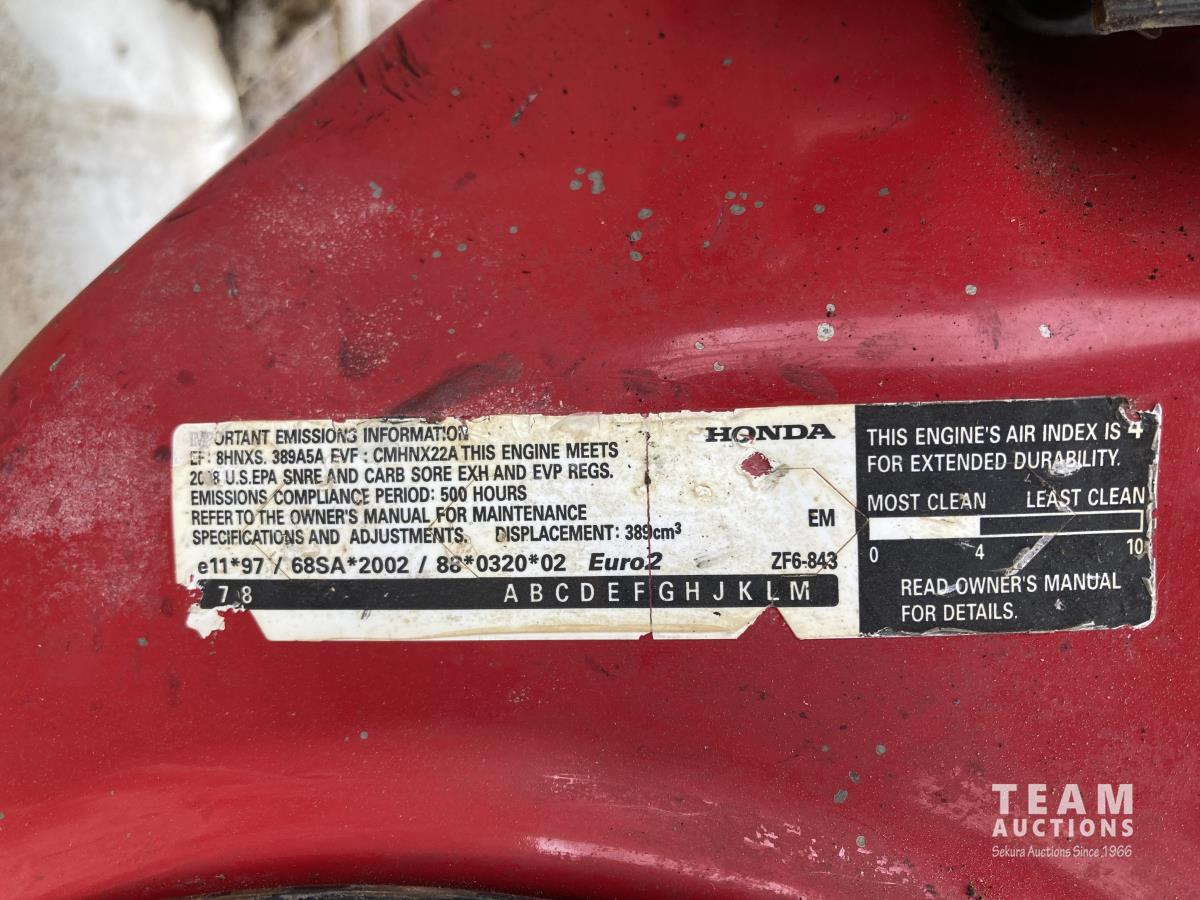 IMPORTANT EMISSIONS INFORMATION
EF: 8HNXS. 389A5A EVF : CMHNX22A THIS ENGINE MEETS
2008 U.S.EPA SNRE AND CARB SORE EXH AND EVP REGS.
EMISSIONS COMPLIANCE PERIOD: 500 HOURS
REFER TO THE OWNER'S MANUAL FOR MAINTENANCE
SPECIFICATIONS AND ADJUSTMENTS. DISPLACEMENT: 389cm³
e11*97 / 68SA*2002 / 88*0320*02 Euro2
7 8 A B C D E F G H J K L M
HONDA
EM
ZF6-843
THIS ENGINE'S AIR INDEX IS 4
FOR EXTENDED DURABILITY.
MOST CLEAN LEAST CLEAN
0 4 10
READ OWNER'S MANUAL
FOR DETAILS.
TEAM
AUCTIONS
Sekura Auctions Since 1966